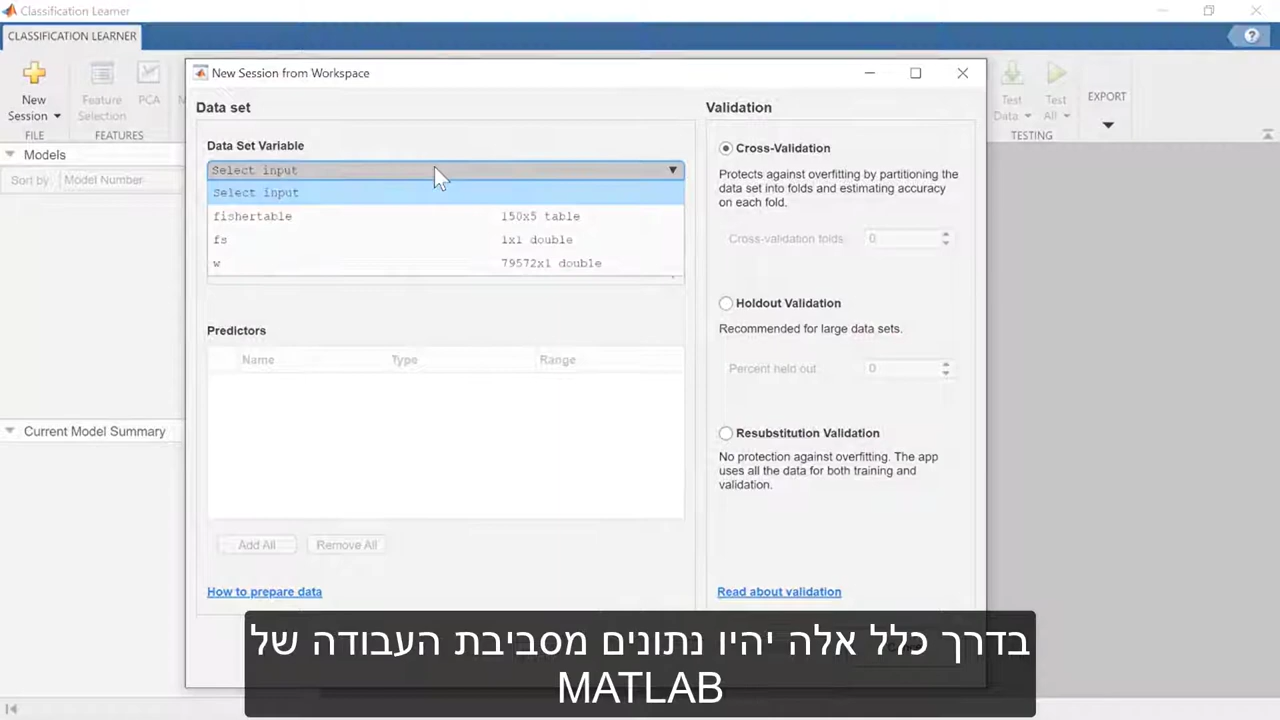 Classification Learner
CLASSIFICATION LEARNER
New Session
Feature Selection
PCA
FILE
FEATURES
Test Data
Test All
TESTING
EXPORT
Models
Sort by Model Number
Current Model Summary
New Session from Workspace
Data set
Data Set Variable
Select input
Select input
fishertable 150x5 table
fs 1x1 double
w 79572x1 double
Predictors
Name Type Range
Add All Remove All
How to prepare data
Validation
Cross-Validation
Protects against overfitting by partitioning the
data set into folds and estimating accuracy
on each fold.
Cross-validation folds 0
Holdout Validation
Recommended for large data sets.
Percent held out 0
Resubstitution Validation
No protection against overfitting. The app
uses all the data for both training and
validation.
Read about validation
בדרך כלל אלה יהיו נתונים מסביבת העבודה של
MATLAB